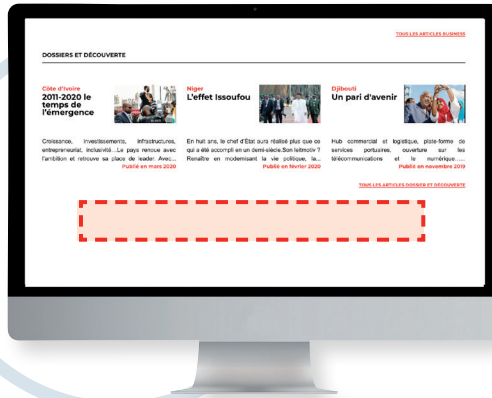 TOUS LES ARTICLES BUSINESS
DOSSIERS ET DÉCOUVERTE
Côte d'Ivoire
2011-2020 le
temps de
l'émergence
Croissance, investissements, infrastructures,
entrepreneuriat, inclusivité...Le pays renoue avec
l'ambition et retrouve sa place de leader. Avec...
Publié en mars 2020
Niger
L'effet Issoufou
En huit ans, le chef d'État aura réalisé plus que ce
qui a été accompli en un demi-siècle.Son leitmotiv ?
Renaître en modernisant la vie politique, la...
Publié en février 2020
Djibouti
Un pari d'avenir
Hub commercial et logistique, plate-forme de
services portuaires, ouverture sur les
télécommunications et le numérique......
Publié en novembre 2019
TOUS LES ARTICLES DOSSIER ET DÉCOUVERTE